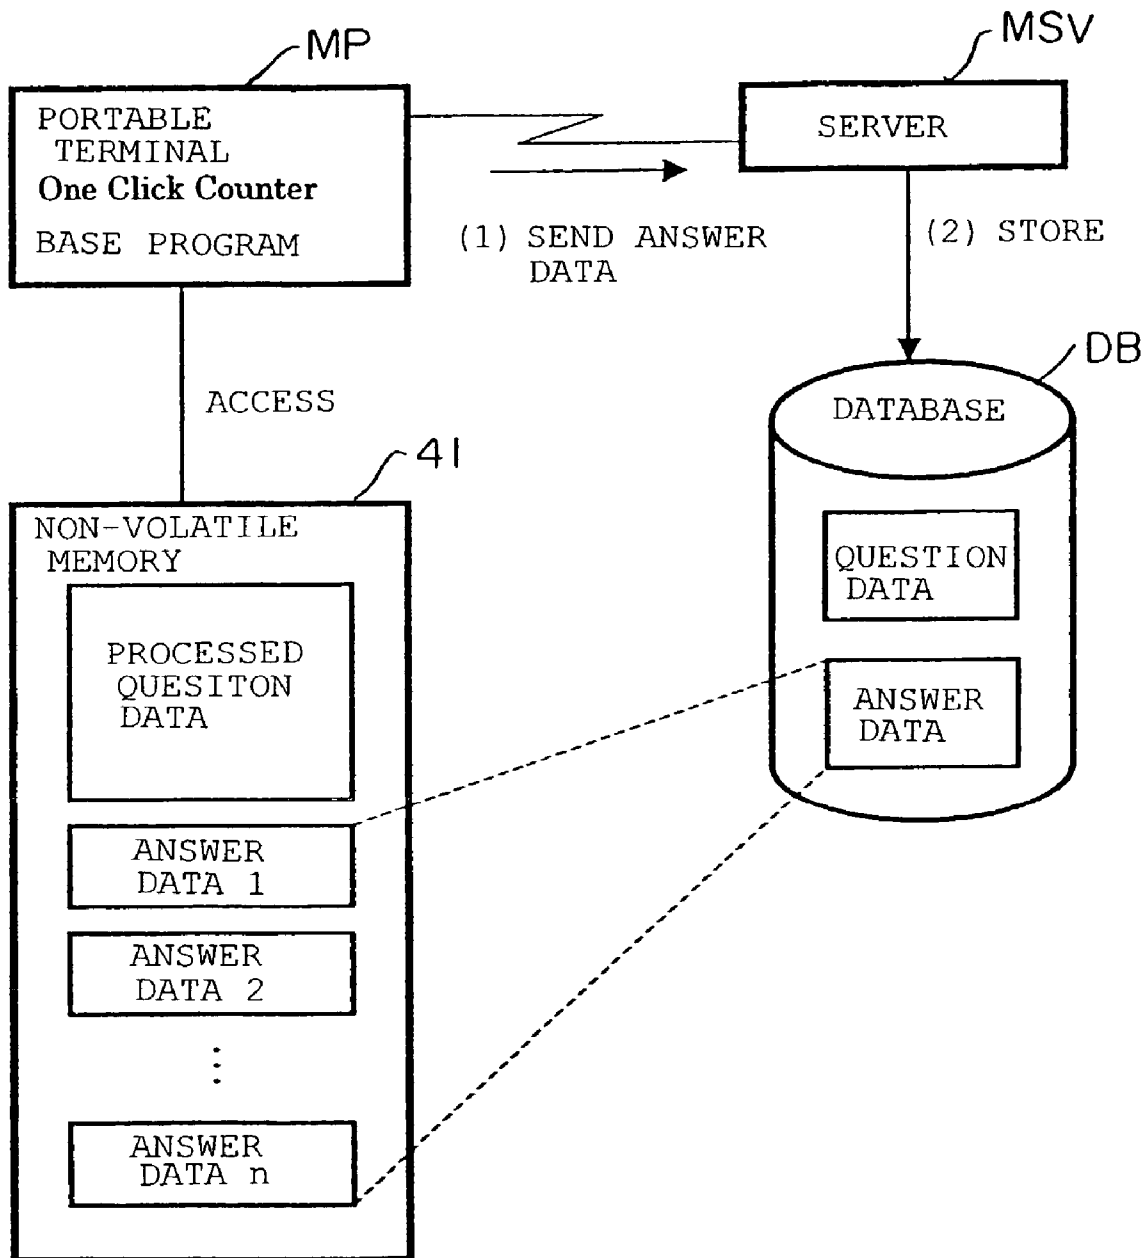 MP
PORTABLE
TERMINAL
One Click Counter
BASE PROGRAM
MSV
SERVER
(1) SEND ANSWER
DATA
(2) STORE
ACCESS
DB
DATABASE
QUESTION
DATA
ANSWER
DATA
41
NON-VOLATILE
MEMORY
PROCESSED
QUESITON
DATA
ANSWER
DATA 1
ANSWER
DATA 2
⋮
ANSWER
DATA n